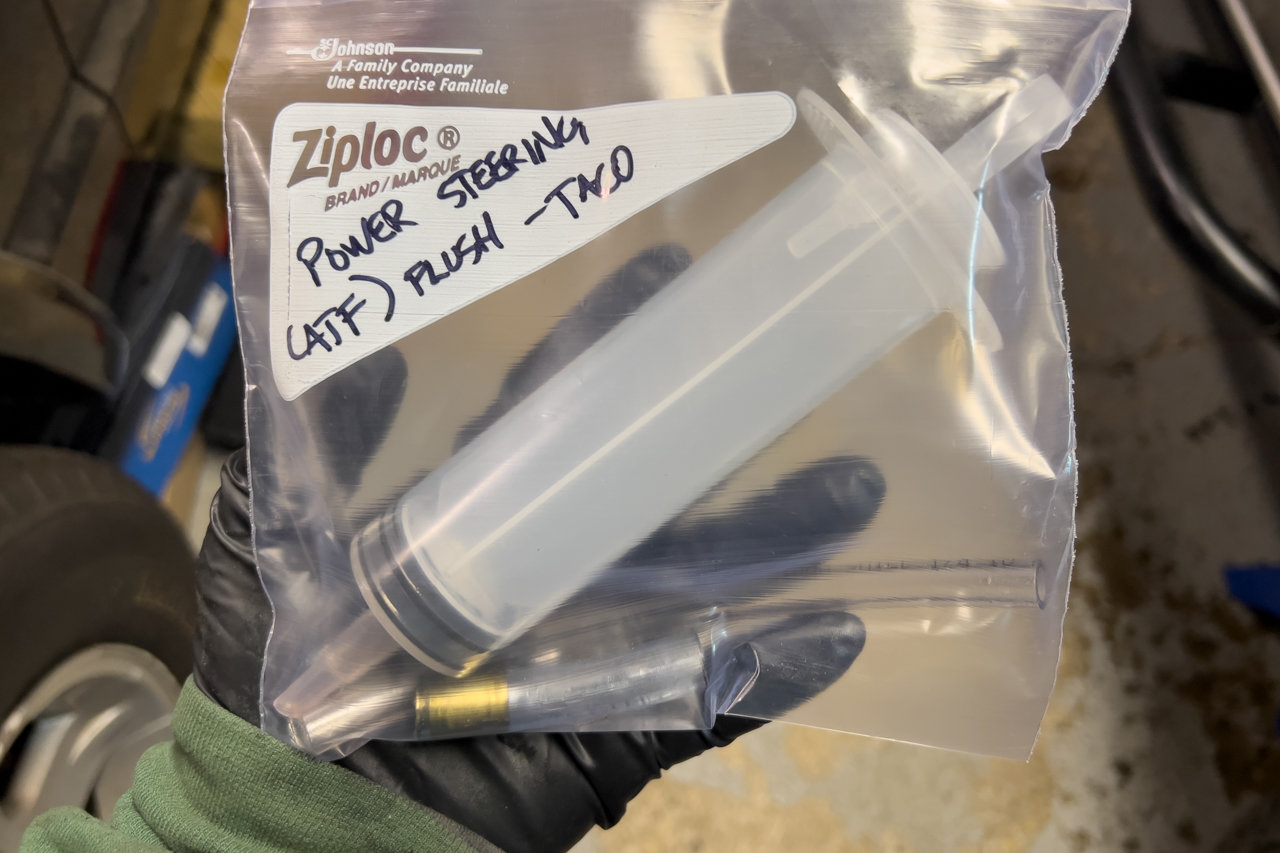 SC Johnson
A Family Company
Une Entreprise Familiale
Ziploc ®
BRAND/MARQUE
POWER STEERING
(ATF) FLUSH - TACO